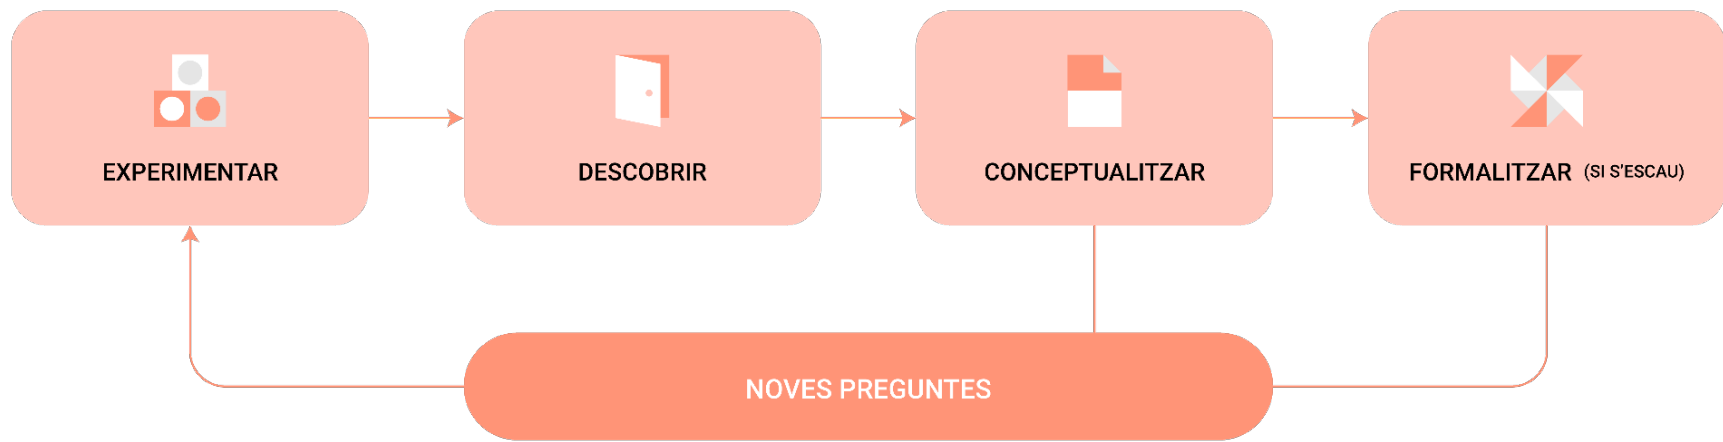 EXPERIMENTAR
DESCOBRIR
CONCEPTUALITZAR
FORMALITZAR (SI S'ESCAU)
NOVES PREGUNTES